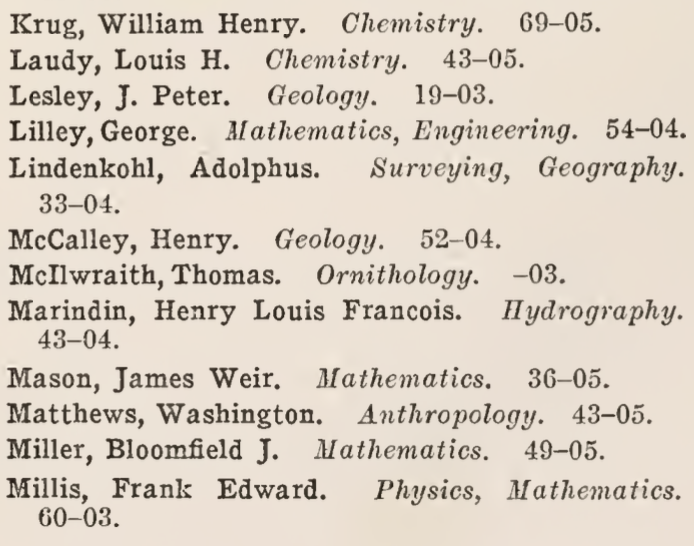 Krug, William Henry. Chemistry. 69–05.
Laudy, Louis H. Chemistry. 43–05.
Lesley, J. Peter. Geology. 19–03.
Lilley, George. Mathematics, Engineering. 54–04.
Lindenkohl, Adolphus. Surveying, Geography.
33–04.
McCalley, Henry. Geology. 52–04.
McIlwraith, Thomas. Ornithology. –03.
Marindin, Henry Louis Francois. Hydrography.
43–04.
Mason, James Weir. Mathematics. 36–05.
Matthews, Washington. Anthropology. 43–05.
Miller, Bloomfield J. Mathematics. 49–05.
Millis, Frank Edward. Physics, Mathematics.
60–03.